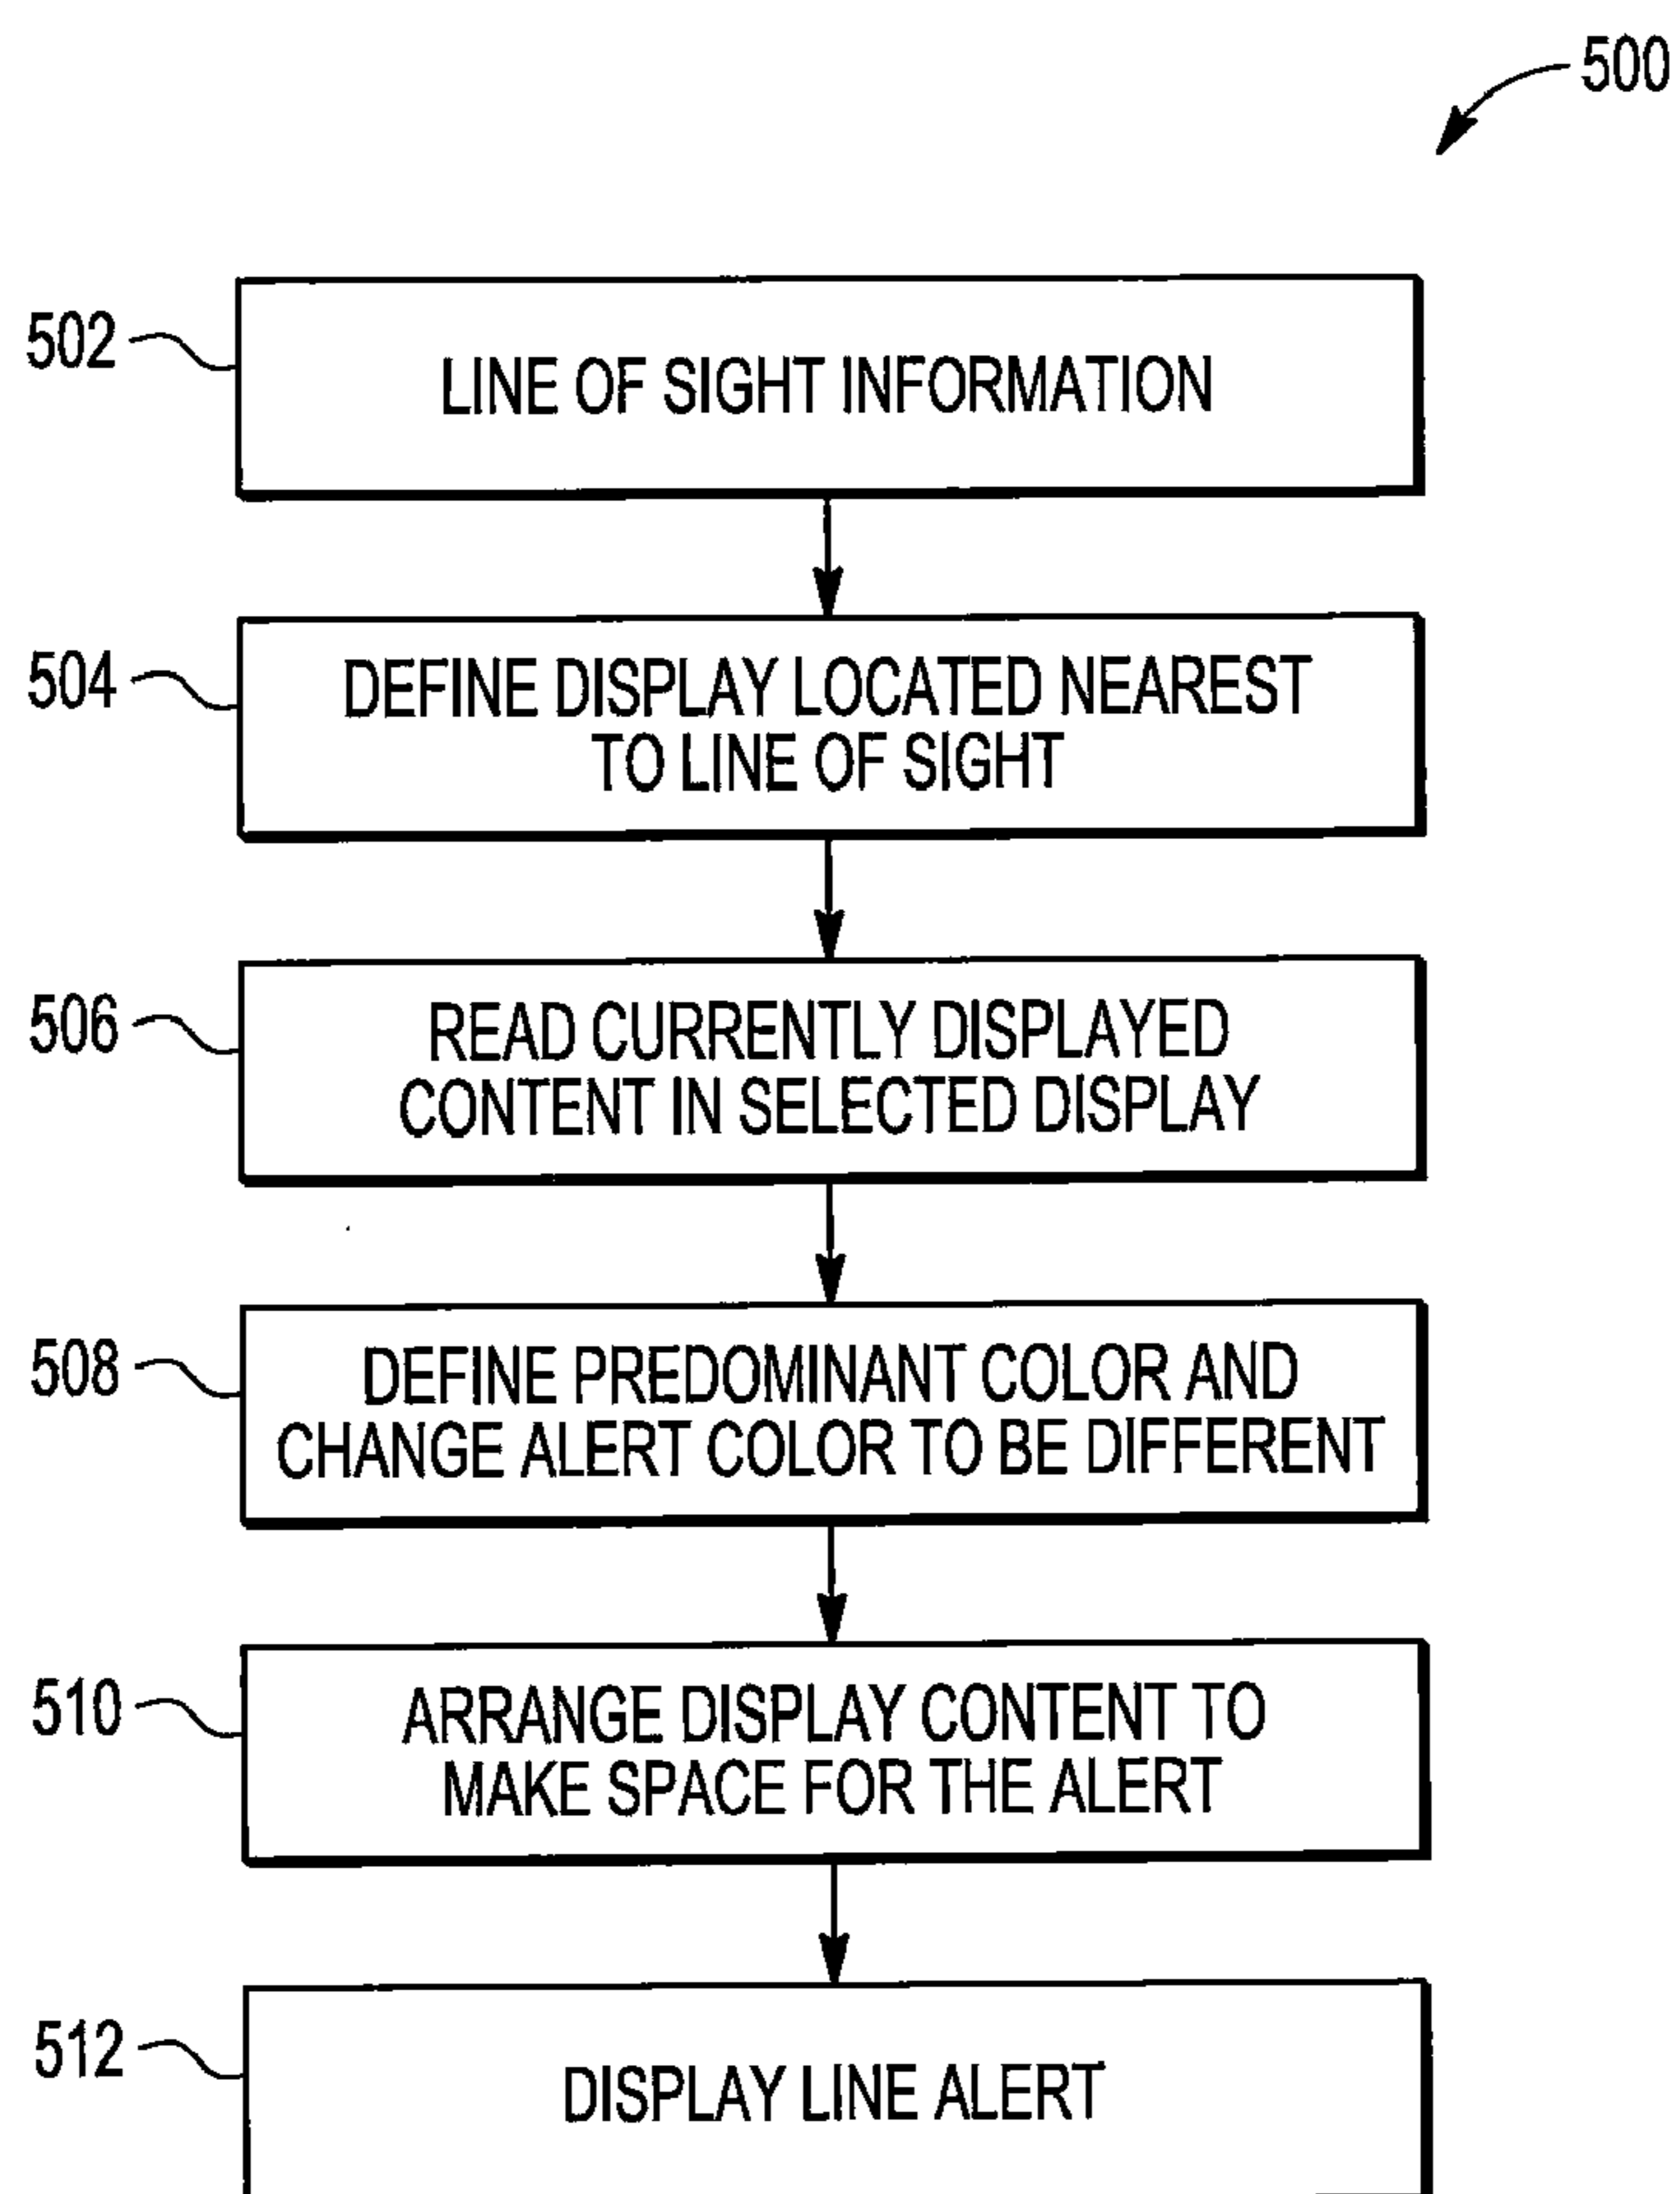 500
502
LINE OF SIGHT INFORMATION
504
DEFINE DISPLAY LOCATED NEAREST
TO LINE OF SIGHT
506
READ CURRENTLY DISPLAYED
CONTENT IN SELECTED DISPLAY
508
DEFINE PREDOMINANT COLOR AND
CHANGE ALERT COLOR TO BE DIFFERENT
510
ARRANGE DISPLAY CONTENT TO
MAKE SPACE FOR THE ALERT
512
DISPLAY LINE ALERT